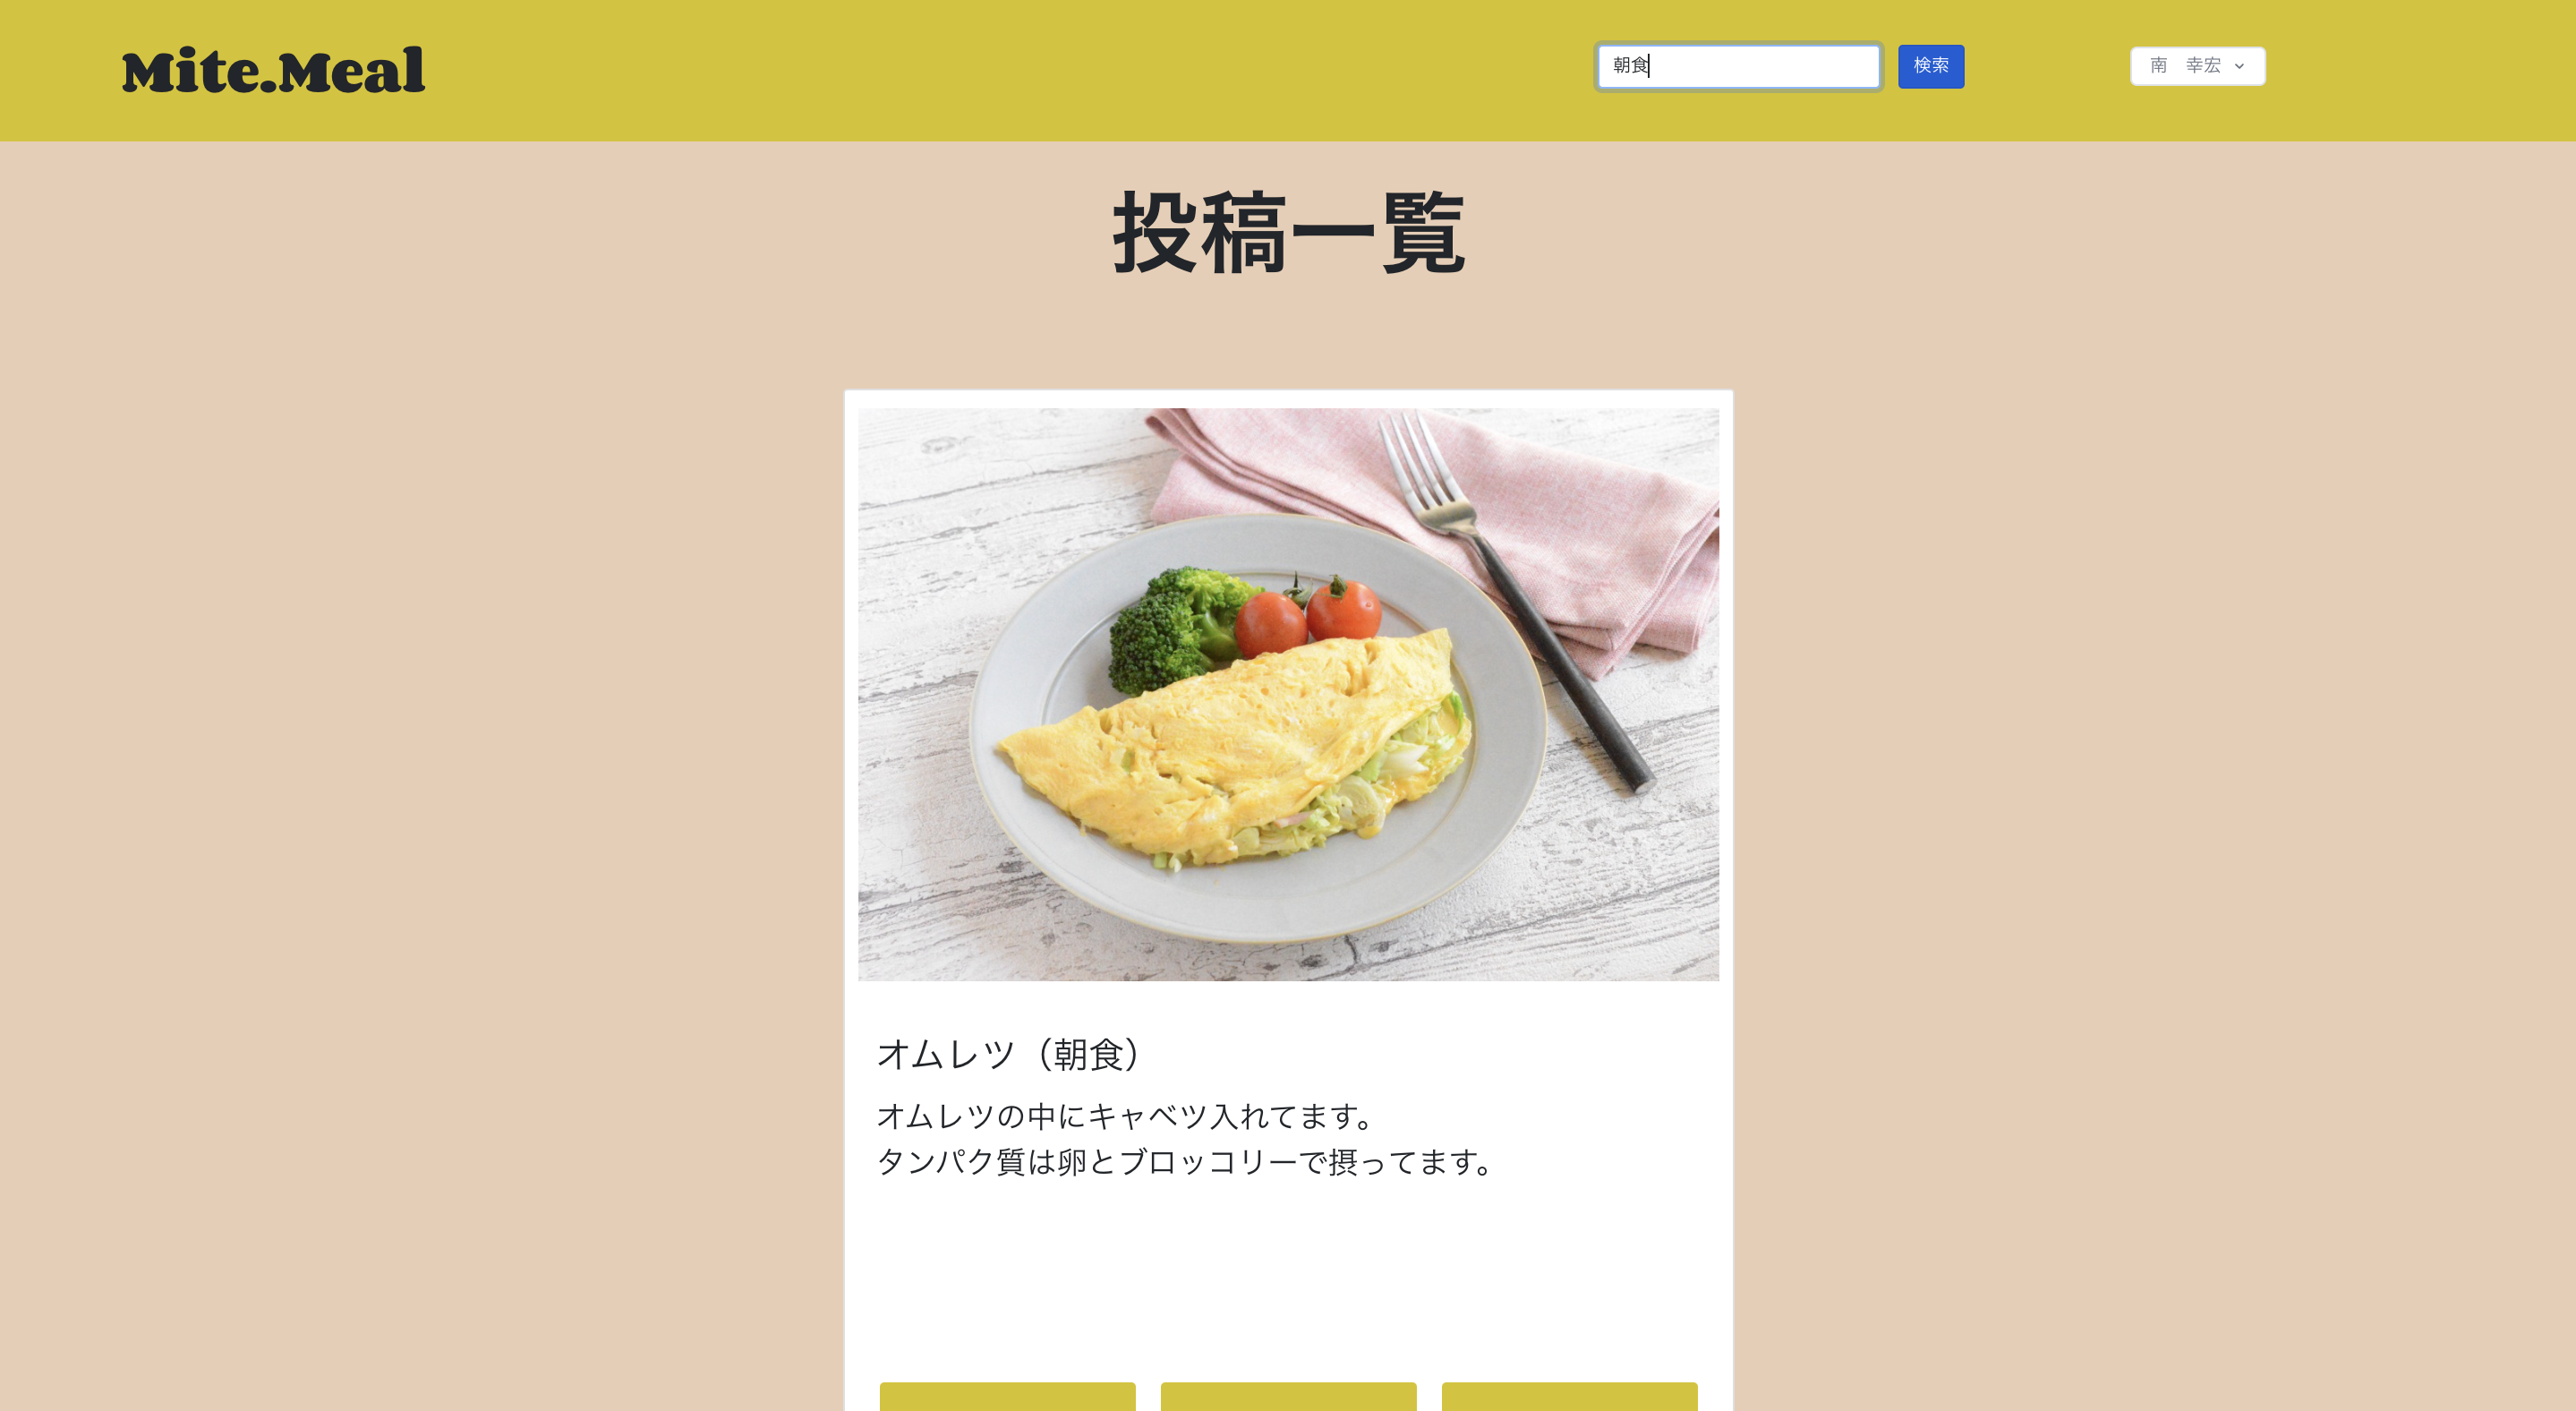 Mite.Meal
朝食
検索
南　幸宏
投稿一覧
オムレツ（朝食）
オムレツの中にキャベツ入れてます。
タンパク質は卵とブロッコリーで摂ってます。